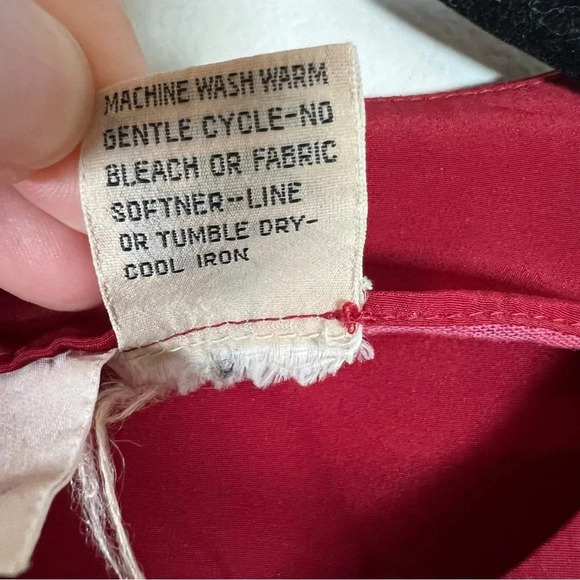 MACHINE WASH WARM
GENTLE CYCLE-NO
BLEACH OR FABRIC
SOFTNER--LINE
OR TUMBLE DRY-
COOL IRON